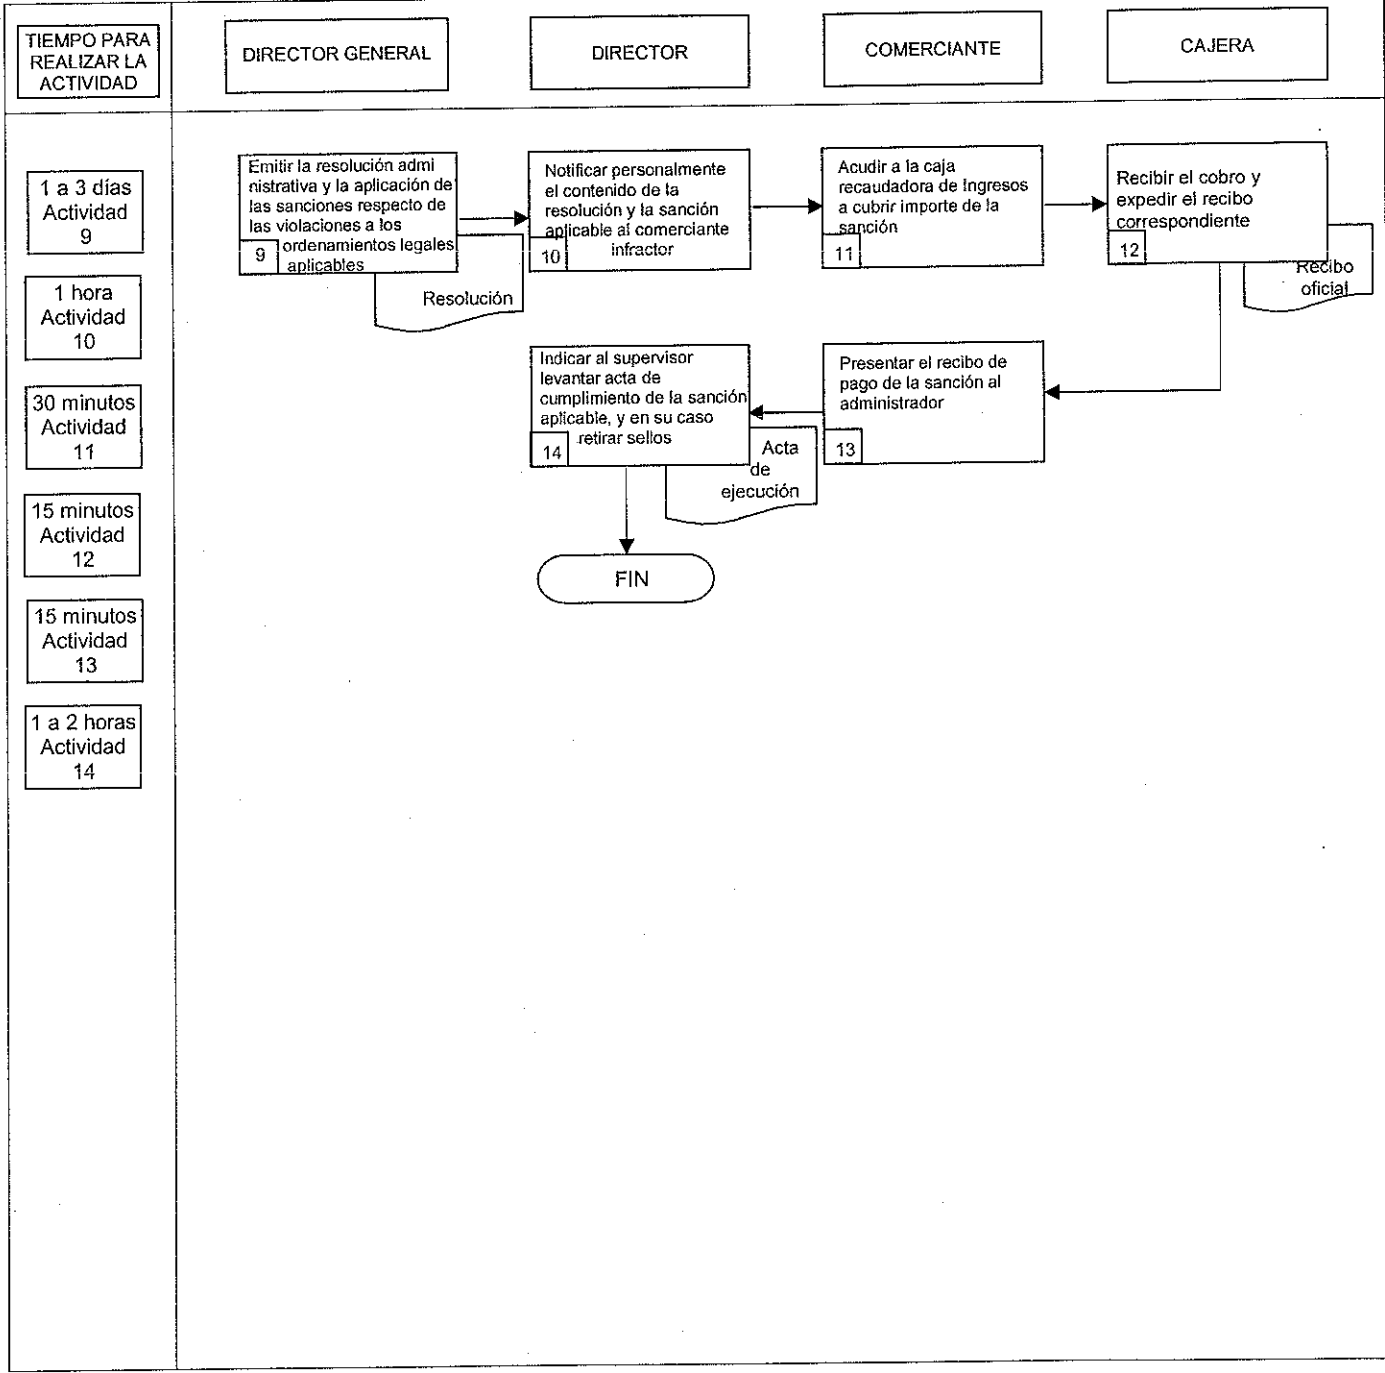 TIEMPO PARA
REALIZAR LA
ACTIVIDAD
DIRECTOR GENERAL
DIRECTOR
COMERCIANTE
CAJERA
1 a 3 días
Actividad
9
1 hora
Actividad
10
30 minutos
Actividad
11
15 minutos
Actividad
12
15 minutos
Actividad
13
1 a 2 horas
Actividad
14
Emitir la resolución admi
nistrativa y la aplicación de
las sanciones respecto de
las violaciones a los
ordenamientos legales
aplicables
9
Resolución
Notificar personalmente
el contenido de la
resolución y la sanción
aplicable al comerciante
infractor
10
Acudir a la caja
recaudadora de Ingresos
a cubrir importe de la
sanción
11
Recibir el cobro y
expedir el recibo
correspondiente
12
Recibo
oficial
Presentar el recibo de
pago de la sanción al
administrador
13
Indicar al supervisor
levantar acta de
cumplimiento de la sanción
aplicable, y en su caso
retirar sellos
14
Acta
de
ejecución
FIN